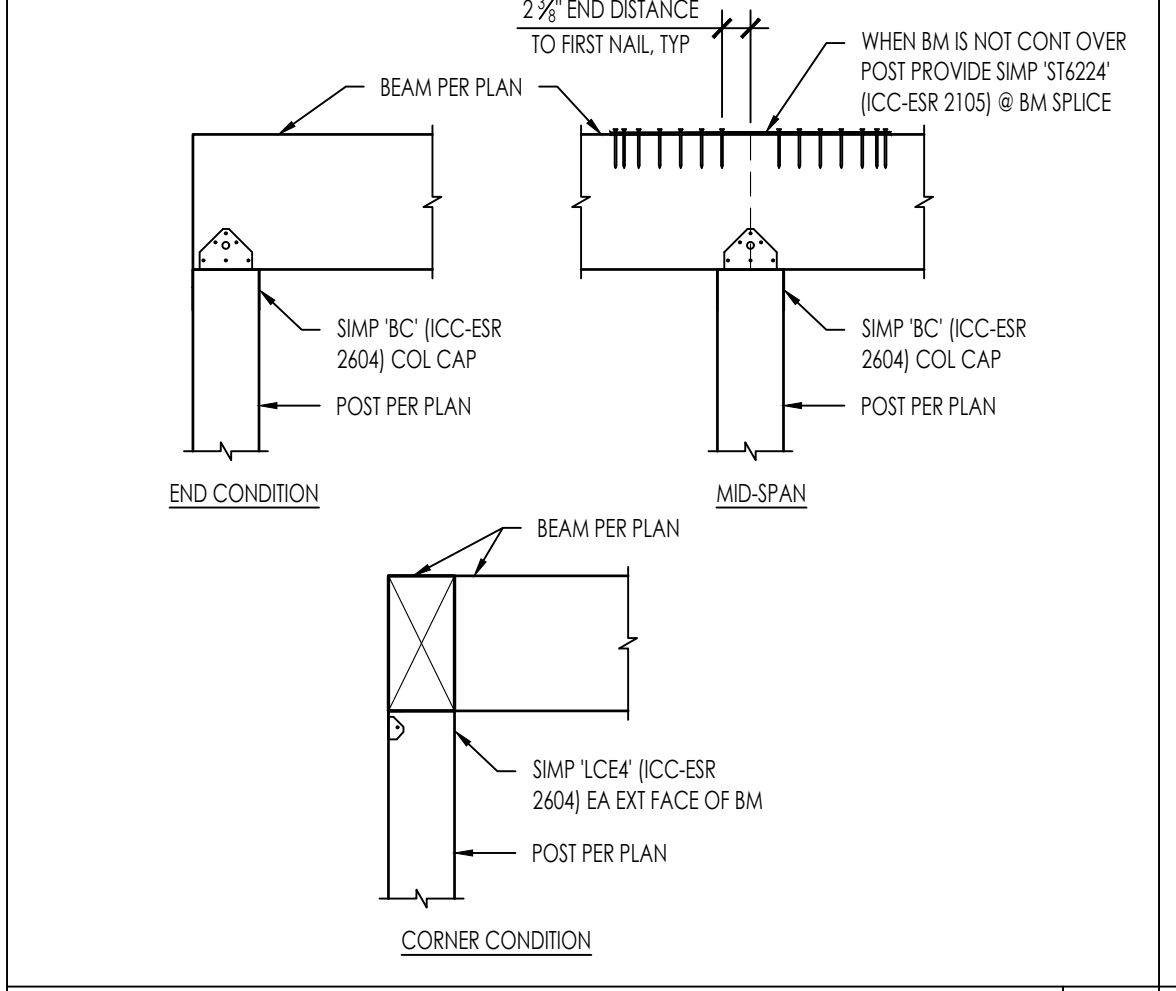 2 3/8" END DISTANCE
TO FIRST NAIL, TYP
WHEN BM IS NOT CONT OVER
POST PROVIDE SIMP 'ST6224'
(ICC-ESR 2105) @ BM SPLICE
BEAM PER PLAN
SIMP 'BC' (ICC-ESR
2604) COL CAP
POST PER PLAN
END CONDITION
SIMP 'BC' (ICC-ESR
2604) COL CAP
POST PER PLAN
MID-SPAN
BEAM PER PLAN
SIMP 'LCE4' (ICC-ESR
2604) EA EXT FACE OF BM
POST PER PLAN
CORNER CONDITION